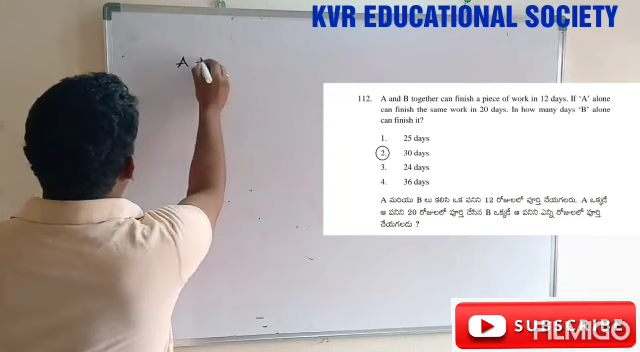 KVR EDUCATIONAL SOCIETY
A +
112. A and B together can finish a piece of work in 12 days. If ‘A’ alone
can finish the same work in 20 days. In how many days ‘B’ alone
can finish it?
1. 25 days
2. 30 days
3. 24 days
4. 36 days
A మరియు B లు కలిసి ఒక పనిని 12 రోజులలో పూర్తి చేయగలరు. A ఒక్కడే
ఆ పనిని 20 రోజులలో పూర్తి చేసిన B ఒక్కడే ఆ పనిని ఎన్ని రోజులలో పూర్తి
చేయగలడు ?
SUBSCRIBE
FILMIGO